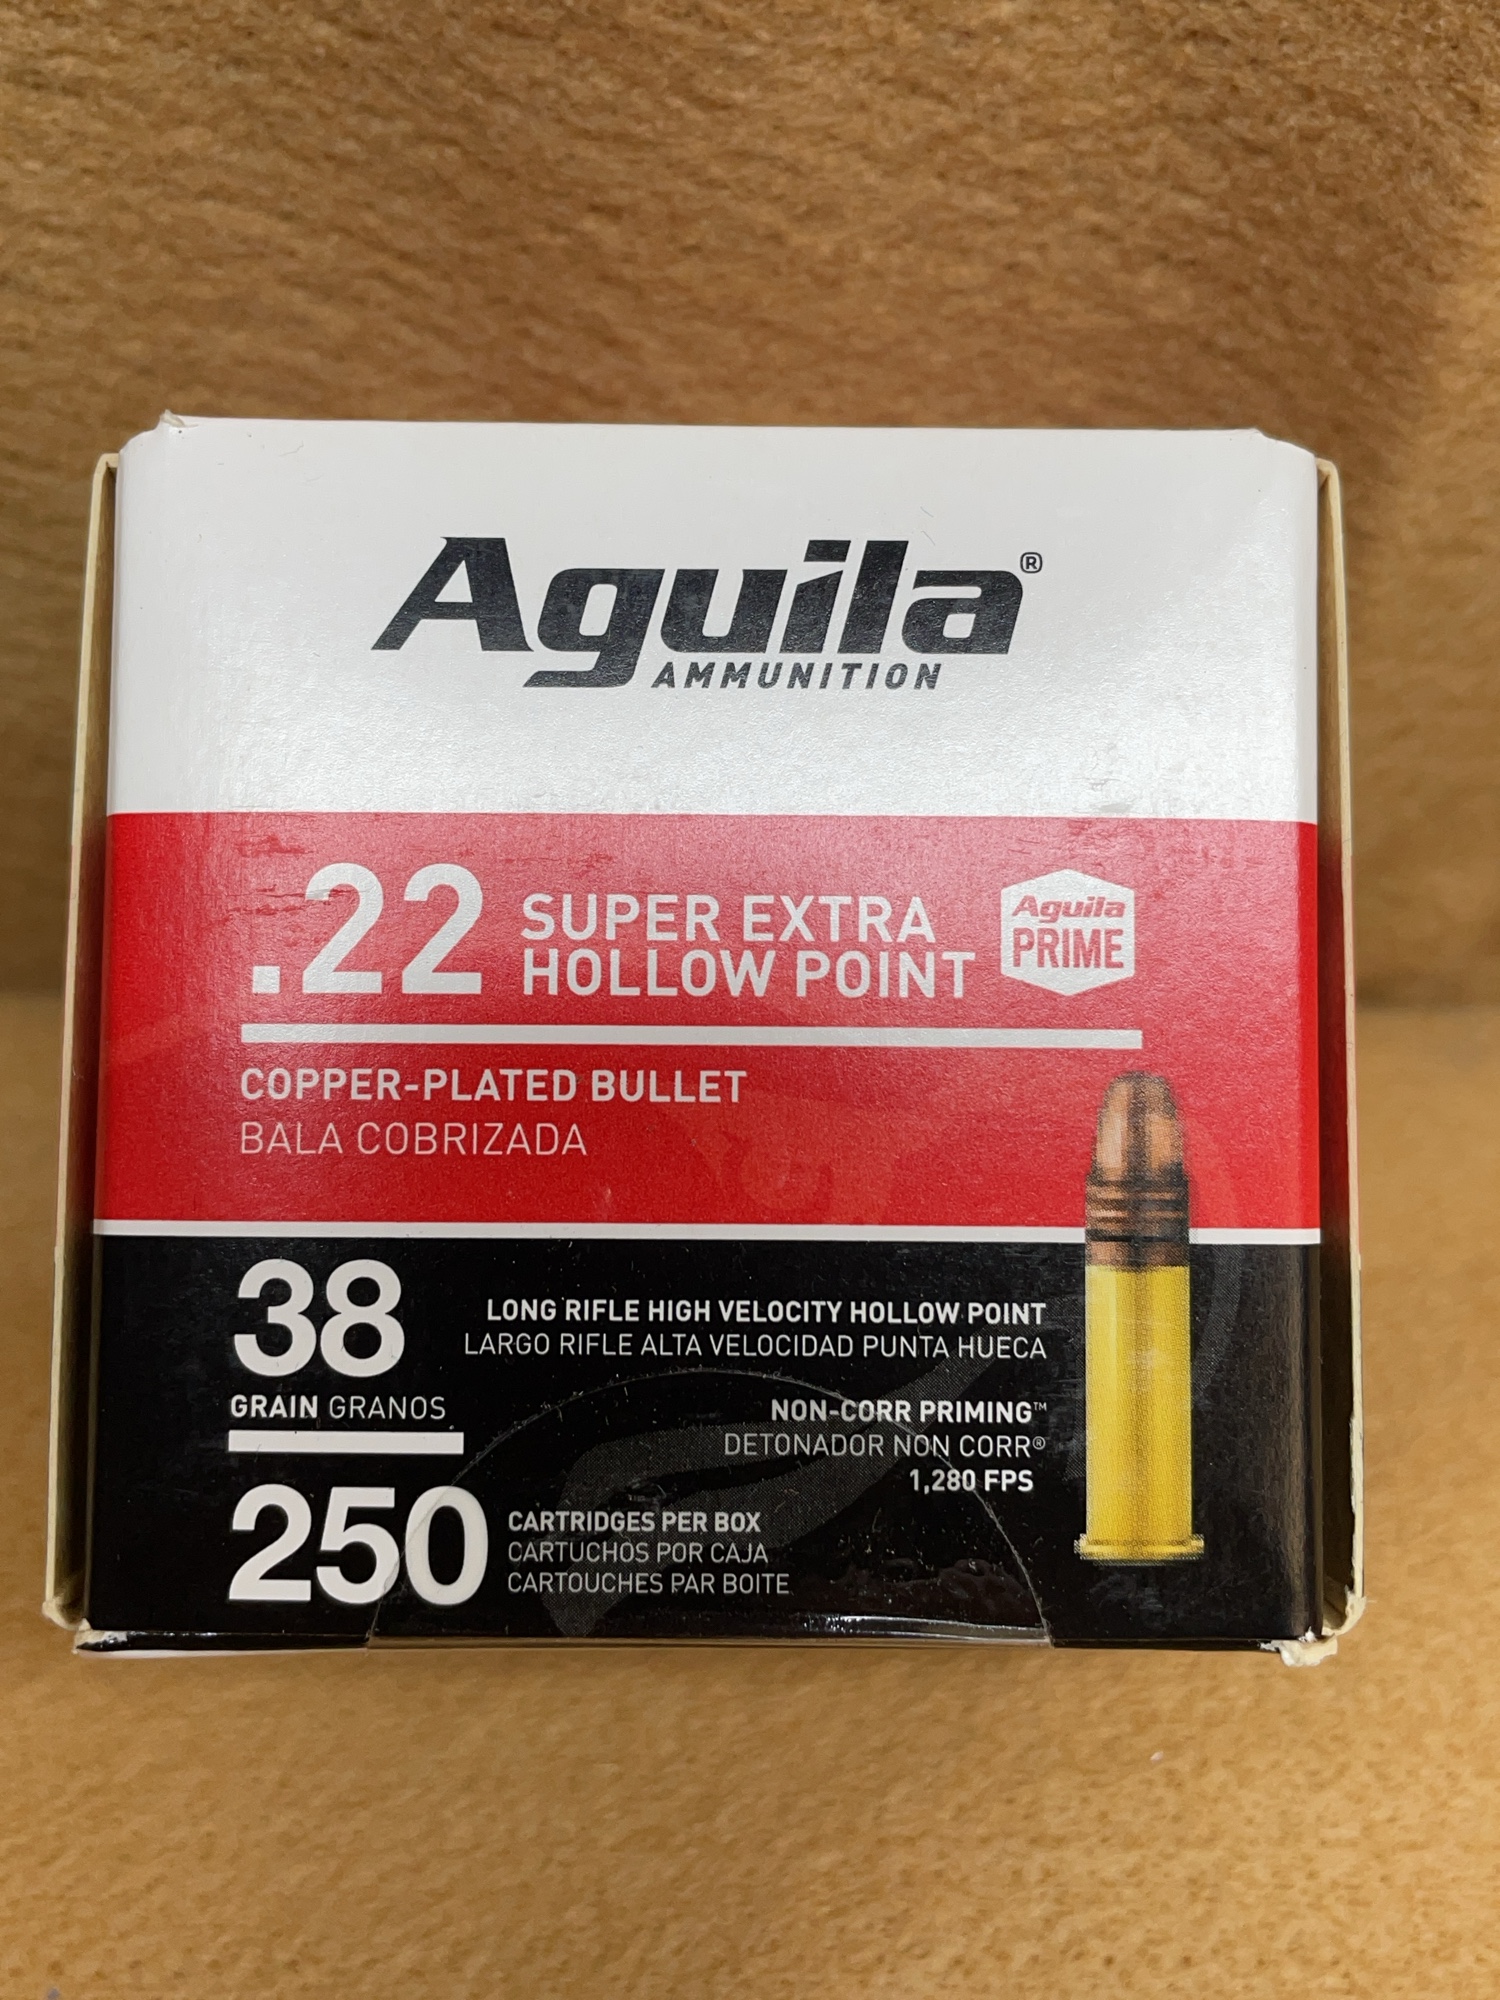 Aguila®
AMMUNITION
.22 SUPER EXTRA
HOLLOW POINT
Aguila
PRIME
COPPER-PLATED BULLET
BALA COBRIZADA
38
GRAIN GRANOS
LONG RIFLE HIGH VELOCITY HOLLOW POINT
LARGO RIFLE ALTA VELOCIDAD PUNTA HUECA
NON-CORR PRIMING™
DETONADOR NON CORR®
1,280 FPS
250
CARTRIDGES PER BOX
CARTUCHOS POR CAJA
CARTOUCHES PAR BOITE